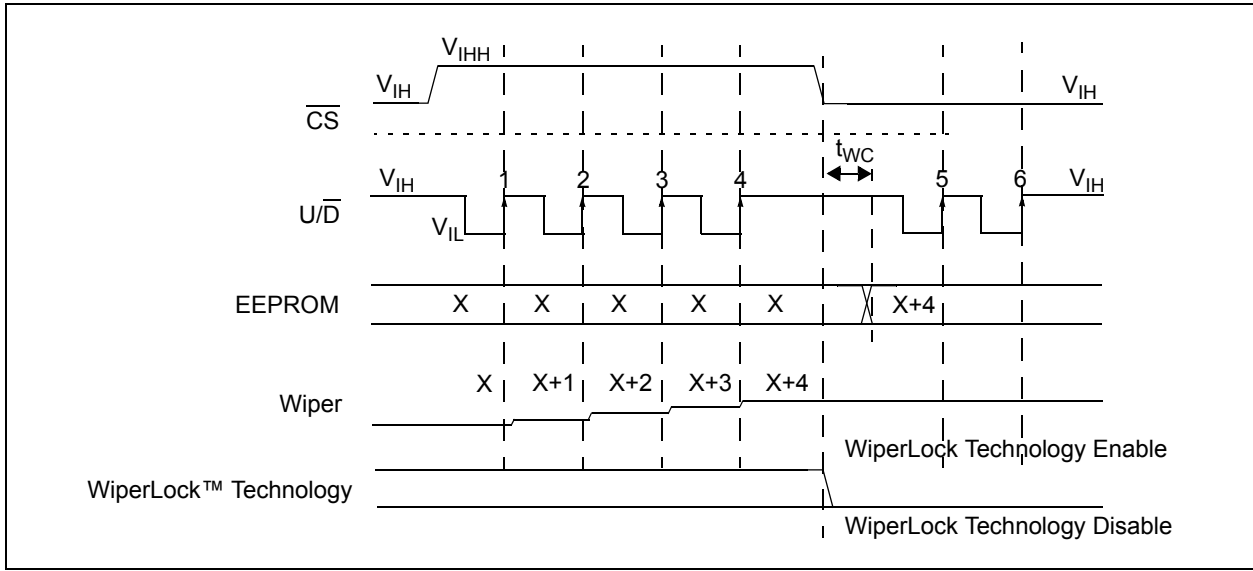 VIHH
VIH VIH
CS
tWC
VIH 1 2 3 4 5 6 VIH
U/D
VIL
EEPROM X X X X X X+4
X X+1 X+2 X+3 X+4
Wiper
WiperLock Technology Enable
WiperLock™ Technology
WiperLock Technology Disable